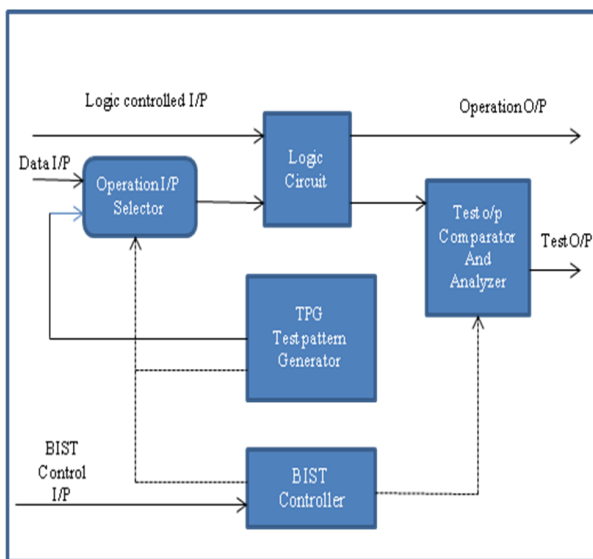 Logic controlled I/P
Operation O/P
Data I/P
Operation I/P
Selector
Logic
Circuit
Test o/p
Comparator
And
Analyzer
Test O/P
TPG
Test pattern
Generator
BIST
Control
I/P
BIST
Controller